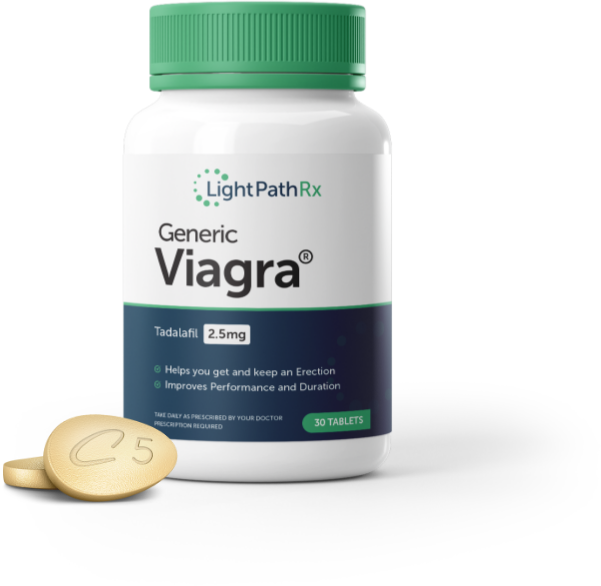 LightPathRx
Generic
Viagra®
Tadalafil 2.5mg
Helps you get and keep an Erection
Improves Performance and Duration
TAKE DAILY AS PRESCRIBED BY YOUR DOCTOR
PRESCRIPTION REQUIRED
30 TABLETS
C 5